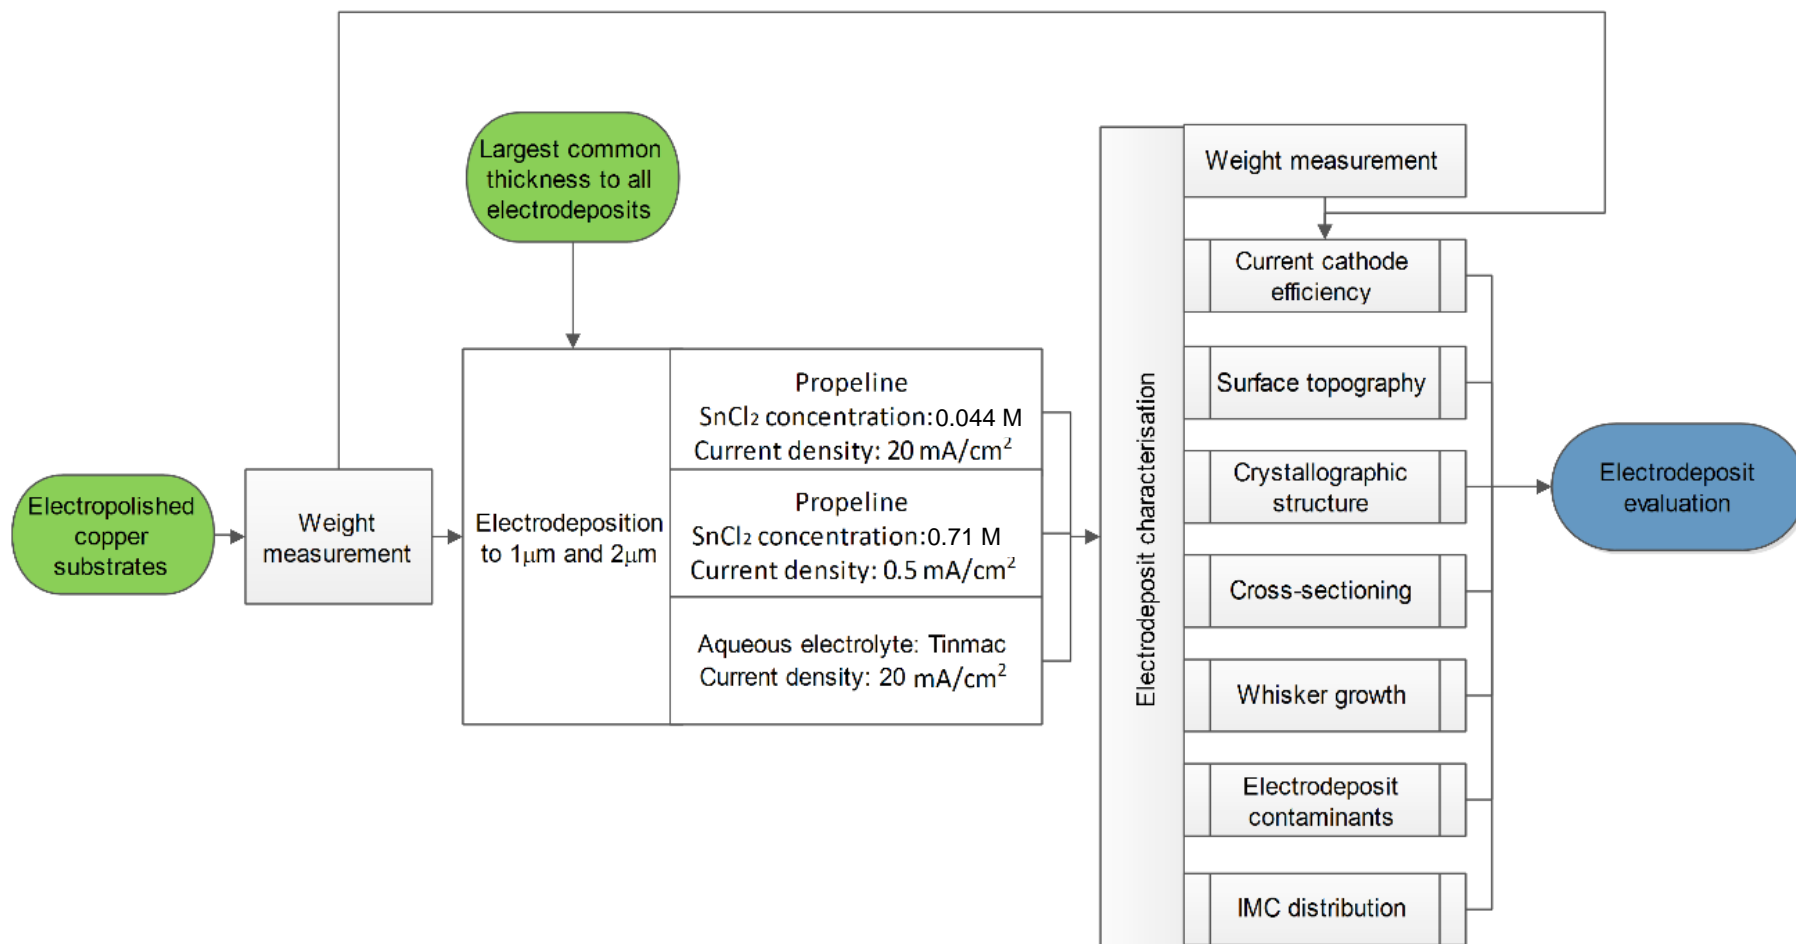 Largest common
thickness to all
electrodeposits
Electropolished
copper
substrates
Weight
measurement
Electrodeposition
to 1μm and 2μm
Propeline
SnCl₂ concentration:0.044 M
Current density: 20 mA/cm²
Propeline
SnCl₂ concentration:0.71 M
Current density: 0.5 mA/cm²
Aqueous electrolyte: Tinmac
Current density: 20 mA/cm²
Electrodeposit characterisation
Weight measurement
Current cathode
efficiency
Surface topography
Crystallographic
structure
Cross-sectioning
Whisker growth
Electrodeposit
contaminants
IMC distribution
Electrodeposit
evaluation